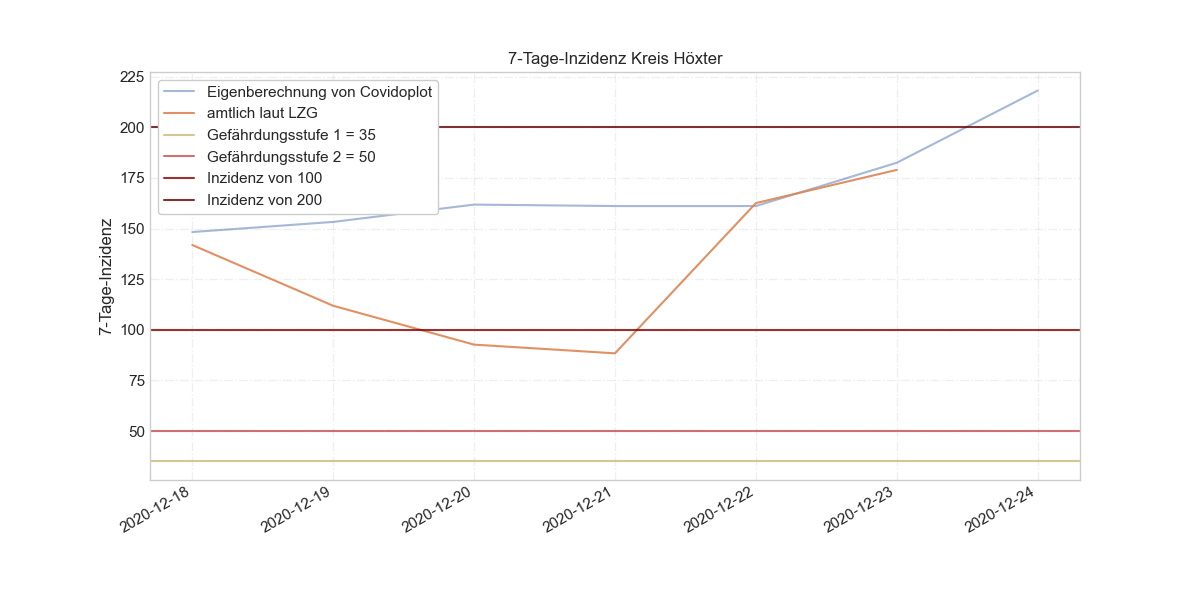 7-Tage-Inzidenz Kreis Höxter
Eigenberechnung von Covidoplot
amtlich laut LZG
Gefährdungsstufe 1 = 35
Gefährdungsstufe 2 = 50
Inzidenz von 100
Inzidenz von 200
7-Tage-Inzidenz
225
200
175
150
125
100
75
50
2020-12-18
2020-12-19
2020-12-20
2020-12-21
2020-12-22
2020-12-23
2020-12-24